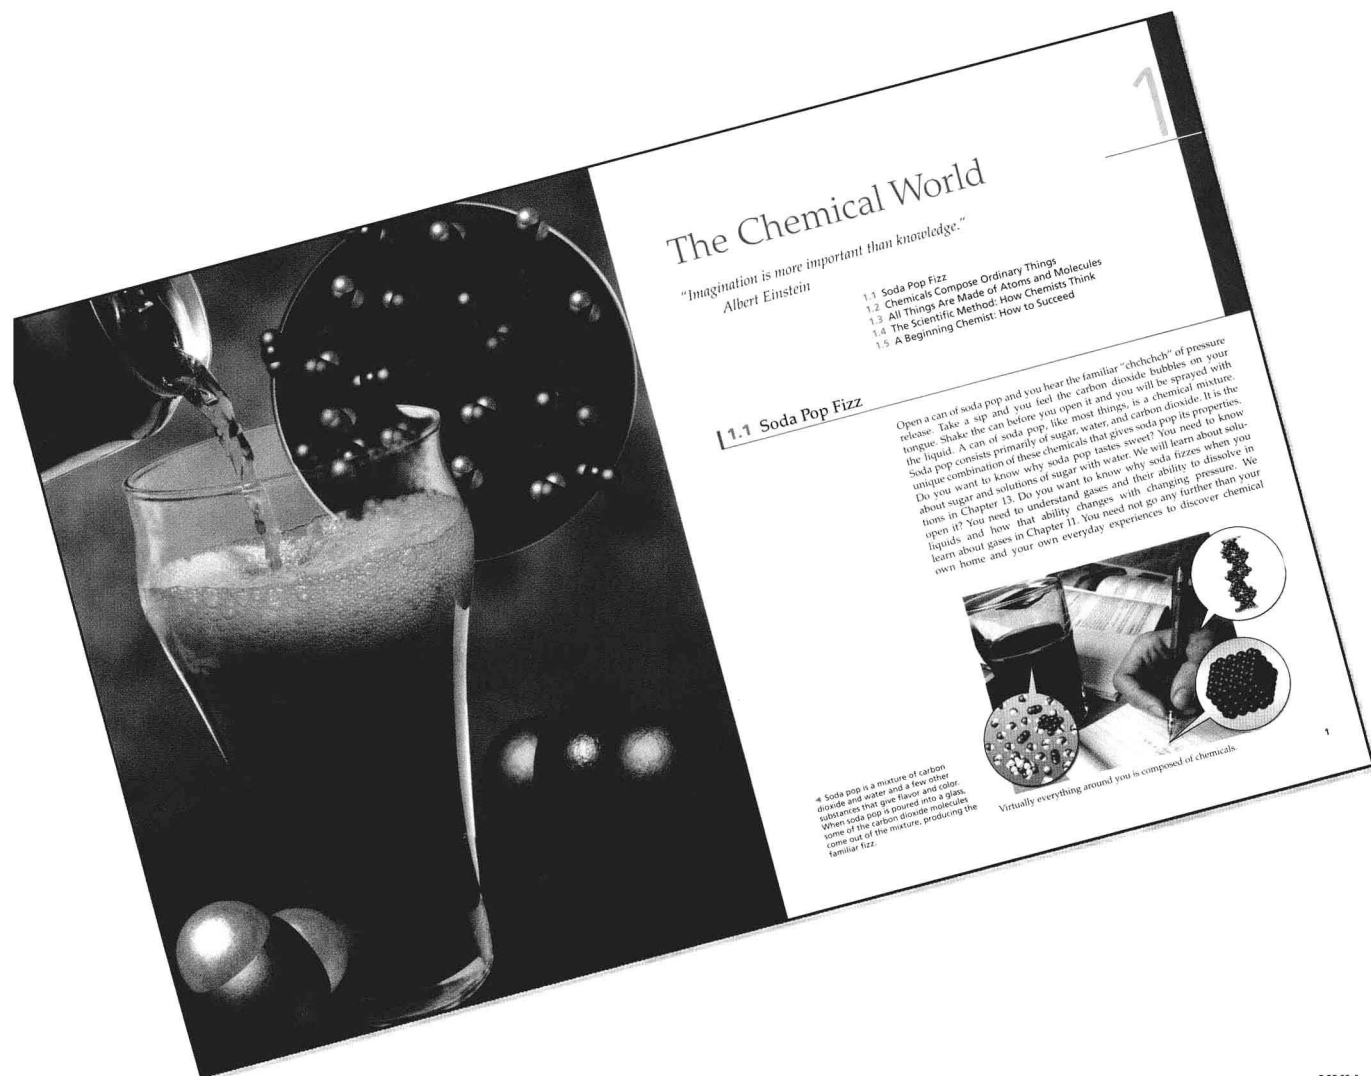 1
The Chemical World
"Imagination is more important than knowledge."
Albert Einstein
1.1 Soda Pop Fizz
1.2 Chemicals Compose Ordinary Things
1.3 All Things Are Made of Atoms and Molecules
1.4 The Scientific Method: How Chemists Think
1.5 A Beginning Chemist: How to Succeed
1.1 Soda Pop Fizz
Open a can of soda pop and you hear the familiar "chchchch" of pressure
release. Take a sip and you feel the carbon dioxide bubbles on your
tongue. Shake the can before you open it and you will be sprayed with
the liquid. A can of soda pop, like most things, is a chemical mixture.
Soda pop consists primarily of sugar, water, and carbon dioxide. It is the
unique combination of these chemicals that gives soda pop its properties.
Do you want to know why soda pop tastes sweet? You need to know
about sugar and solutions of sugar with water. We will learn about solu-
tions in Chapter 13. Do you want to know why soda fizzes when you
open it? You need to understand gases and their ability to dissolve in
liquids and how that ability changes with changing pressure. We
learn about gases in Chapter 11. You need not go any further than your
own home and your own everyday experiences to discover chemical
◄ Soda pop is a mixture of carbon
dioxide and water and a few other
substances that give flavor and color.
When soda pop is poured into a glass,
some of the carbon dioxide molecules
come out of the mixture, producing the
familiar fizz.
Virtually everything around you is composed of chemicals.
1